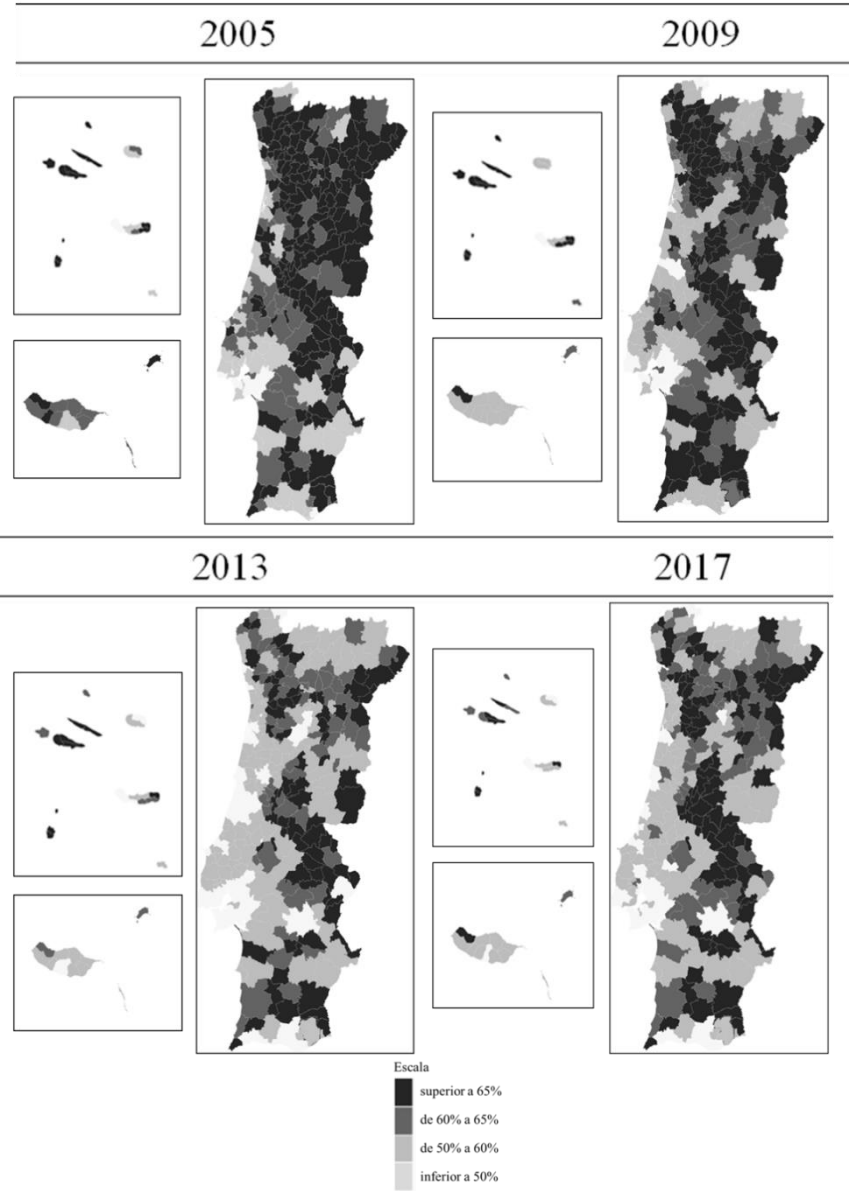 2005
2009
2013
2017
Escala
superior a 65%
de 60% a 65%
de 50% a 60%
inferior a 50%